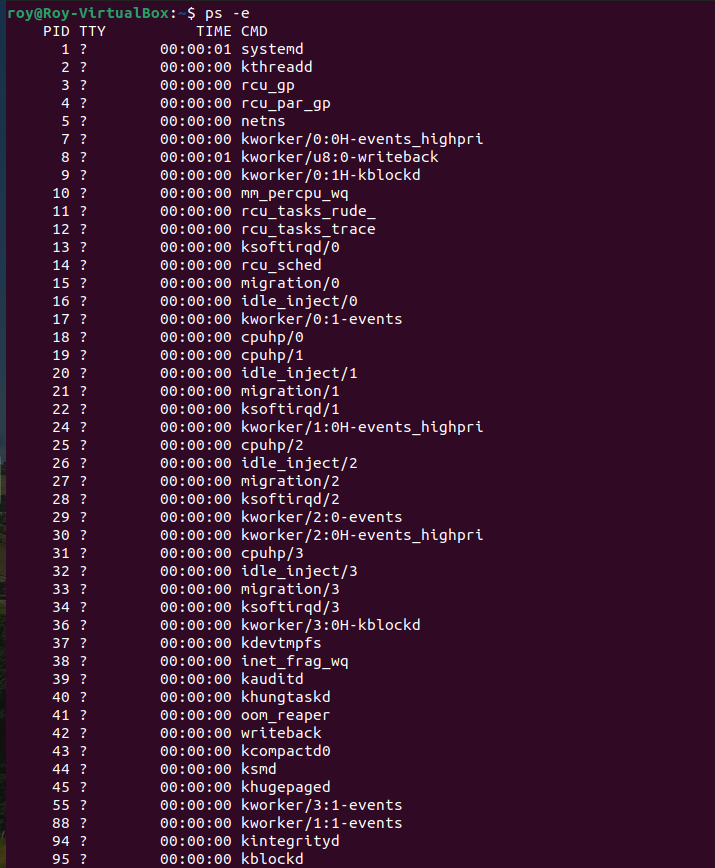 roy@Roy-VirtualBox:~$ ps -e
PID TTY TIME CMD
1 ? 00:00:01 systemd
2 ? 00:00:00 kthreadd
3 ? 00:00:00 rcu_gp
4 ? 00:00:00 rcu_par_gp
5 ? 00:00:00 netns
7 ? 00:00:00 kworker/0:0H-events_highpri
8 ? 00:00:01 kworker/u8:0-writeback
9 ? 00:00:00 kworker/0:1H-kblockd
10 ? 00:00:00 mm_percpu_wq
11 ? 00:00:00 rcu_tasks_rude_
12 ? 00:00:00 rcu_tasks_trace
13 ? 00:00:00 ksoftirqd/0
14 ? 00:00:00 rcu_sched
15 ? 00:00:00 migration/0
16 ? 00:00:00 idle_inject/0
17 ? 00:00:00 kworker/0:1-events
18 ? 00:00:00 cpuhp/0
19 ? 00:00:00 cpuhp/1
20 ? 00:00:00 idle_inject/1
21 ? 00:00:00 migration/1
22 ? 00:00:00 ksoftirqd/1
24 ? 00:00:00 kworker/1:0H-events_highpri
25 ? 00:00:00 cpuhp/2
26 ? 00:00:00 idle_inject/2
27 ? 00:00:00 migration/2
28 ? 00:00:00 ksoftirqd/2
29 ? 00:00:00 kworker/2:0-events
30 ? 00:00:00 kworker/2:0H-events_highpri
31 ? 00:00:00 cpuhp/3
32 ? 00:00:00 idle_inject/3
33 ? 00:00:00 migration/3
34 ? 00:00:00 ksoftirqd/3
36 ? 00:00:00 kworker/3:0H-kblockd
37 ? 00:00:00 kdevtmpfs
38 ? 00:00:00 inet_frag_wq
39 ? 00:00:00 kauditd
40 ? 00:00:00 khungtaskd
41 ? 00:00:00 oom_reaper
42 ? 00:00:00 writeback
43 ? 00:00:00 kcompactd0
44 ? 00:00:00 ksmd
45 ? 00:00:00 khugepaged
55 ? 00:00:00 kworker/3:1-events
88 ? 00:00:00 kworker/1:1-events
94 ? 00:00:00 kintegrityd
95 ? 00:00:00 kblockd